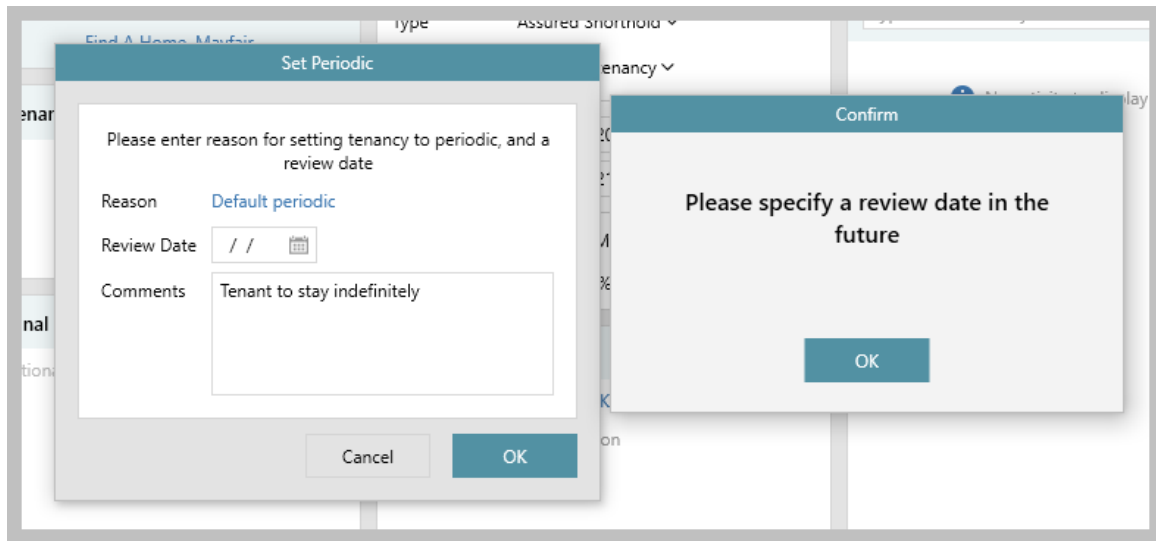 Type Assured Shorthold
Find A Home, Mayfair
Set Periodic
tenancy
Confirm
Please enter reason for setting tenancy to periodic, and a
review date
Please specify a review date in the
future
Reason Default periodic
Review Date / /
Comments Tenant to stay indefinitely
OK
Cancel OK